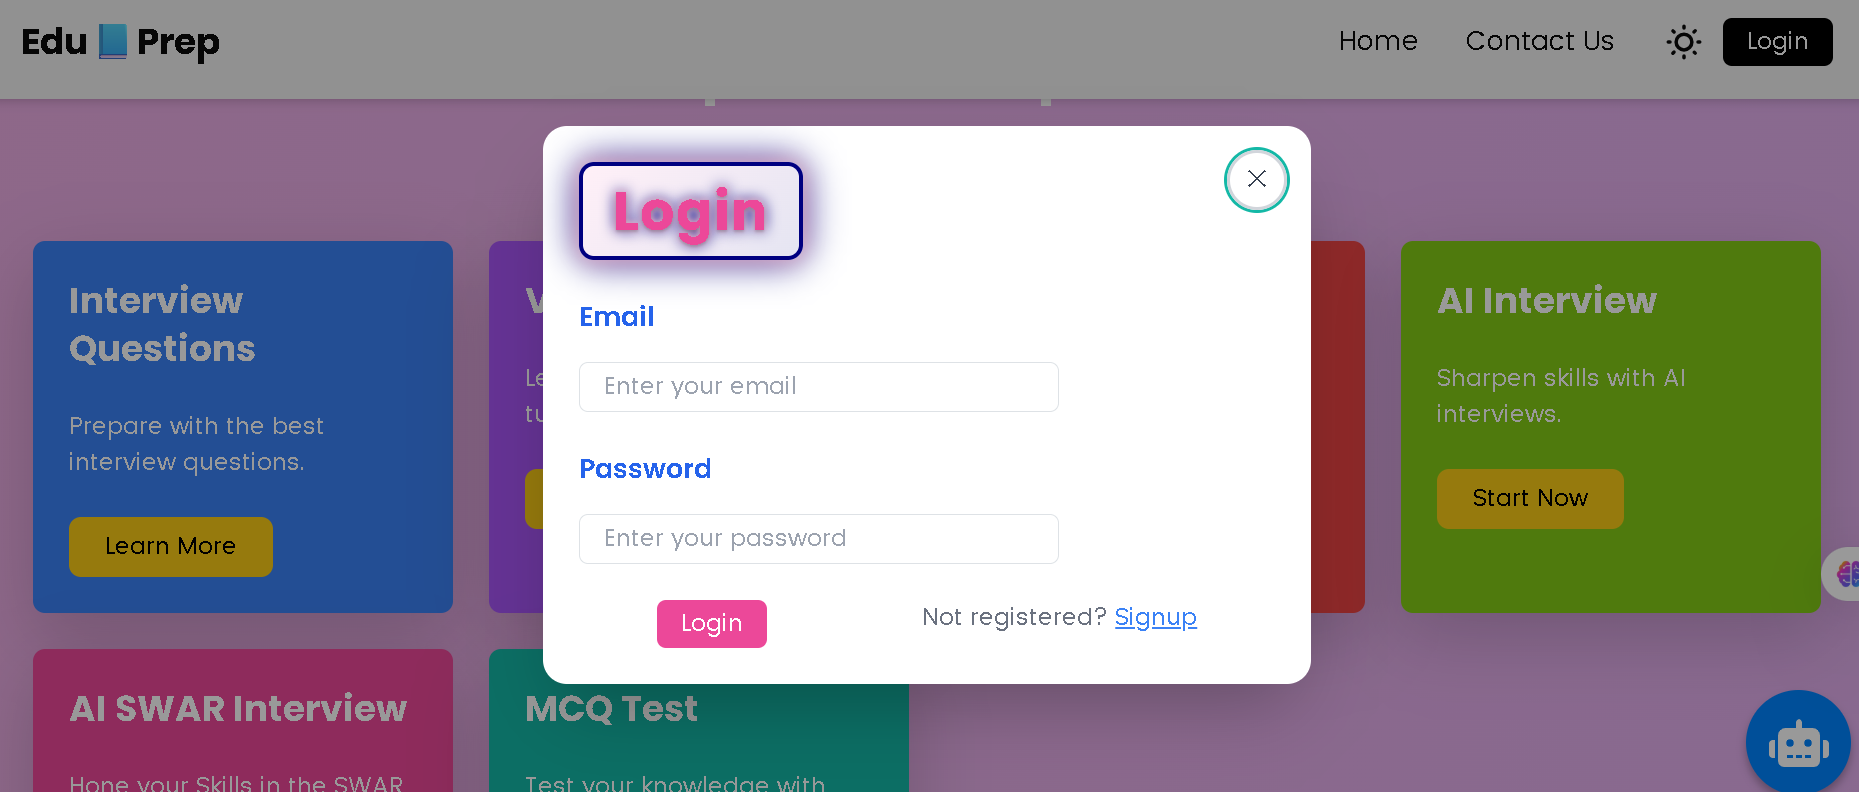 Edu Prep
Home
Contact Us
Login
Login
Email
Enter your email
Password
Enter your password
Login
Not registered? Signup
Interview
Questions
Prepare with the best
interview questions.
Learn More
AI Interview
Sharpen skills with AI
interviews.
Start Now
AI SWAR Interview
Hone your Skills in the SWAR
MCQ Test
Test your knowledge with